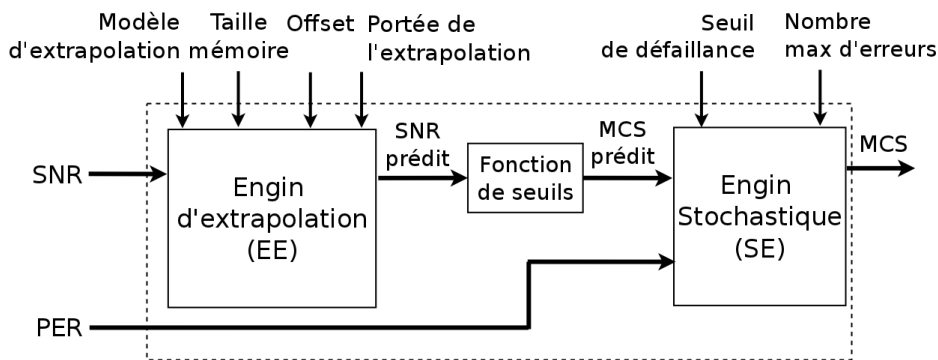 Modèle
d'extrapolation
Taille
mémoire
Offset
Portée de
l'extrapolation
Seuil
de défaillance
Nombre
max d'erreurs
SNR
Engin
d'extrapolation
(EE)
SNR
prédit
Fonction
de seuils
MCS
prédit
Engin
Stochastique
(SE)
MCS
PER